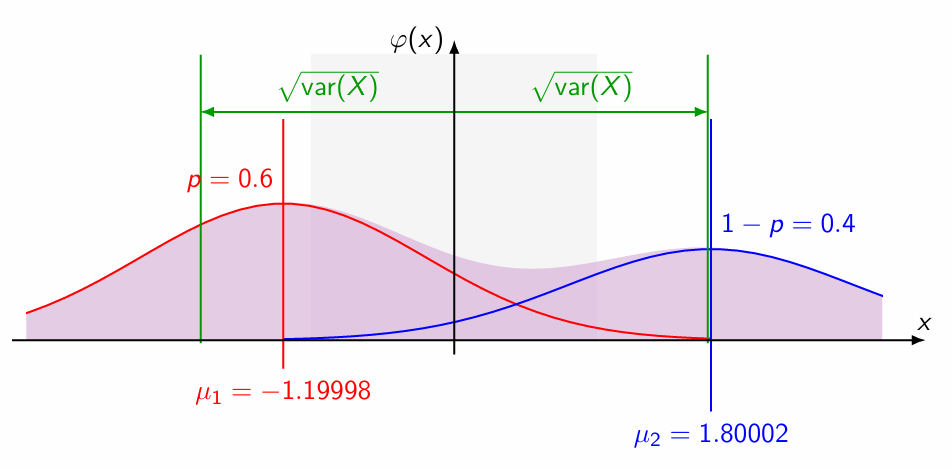 φ(x)
√var(X) √var(X)
p = 0.6
1 − p = 0.4
x
μ₁ = −1.19998
μ₂ = 1.80002